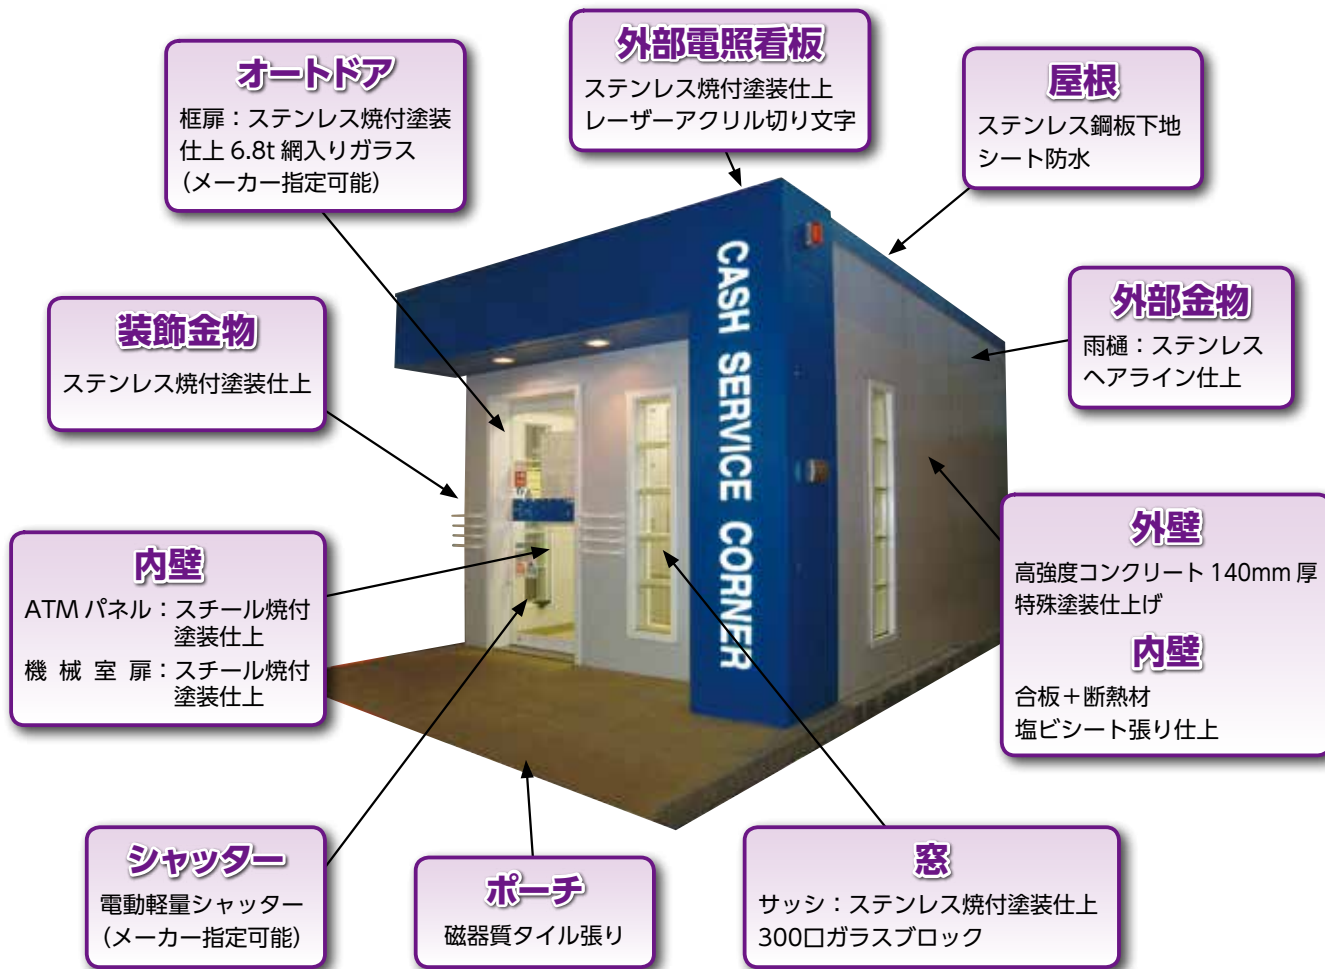 外部電照看板
ステンレス焼付塗装仕上
レーザーアクリル切り文字
オートドア
框扉：ステンレス焼付塗装
仕上 6.8t 網入りガラス
（メーカー指定可能）
屋根
ステンレス鋼板下地
シート防水
装飾金物
ステンレス焼付塗装仕上
外部金物
雨樋：ステンレス
ヘアライン仕上
CASH SERVICE CORNER
内壁
ATM パネル：スチール焼付
塗装仕上
機械室扉：スチール焼付
塗装仕上
外壁
高強度コンクリート 140mm 厚
特殊塗装仕上げ
内壁
合板＋断熱材
塩ビシート張り仕上
シャッター
電動軽量シャッター
（メーカー指定可能）
ポーチ
磁器質タイル張り
窓
サッシ：ステンレス焼付塗装仕上
300口ガラスブロック